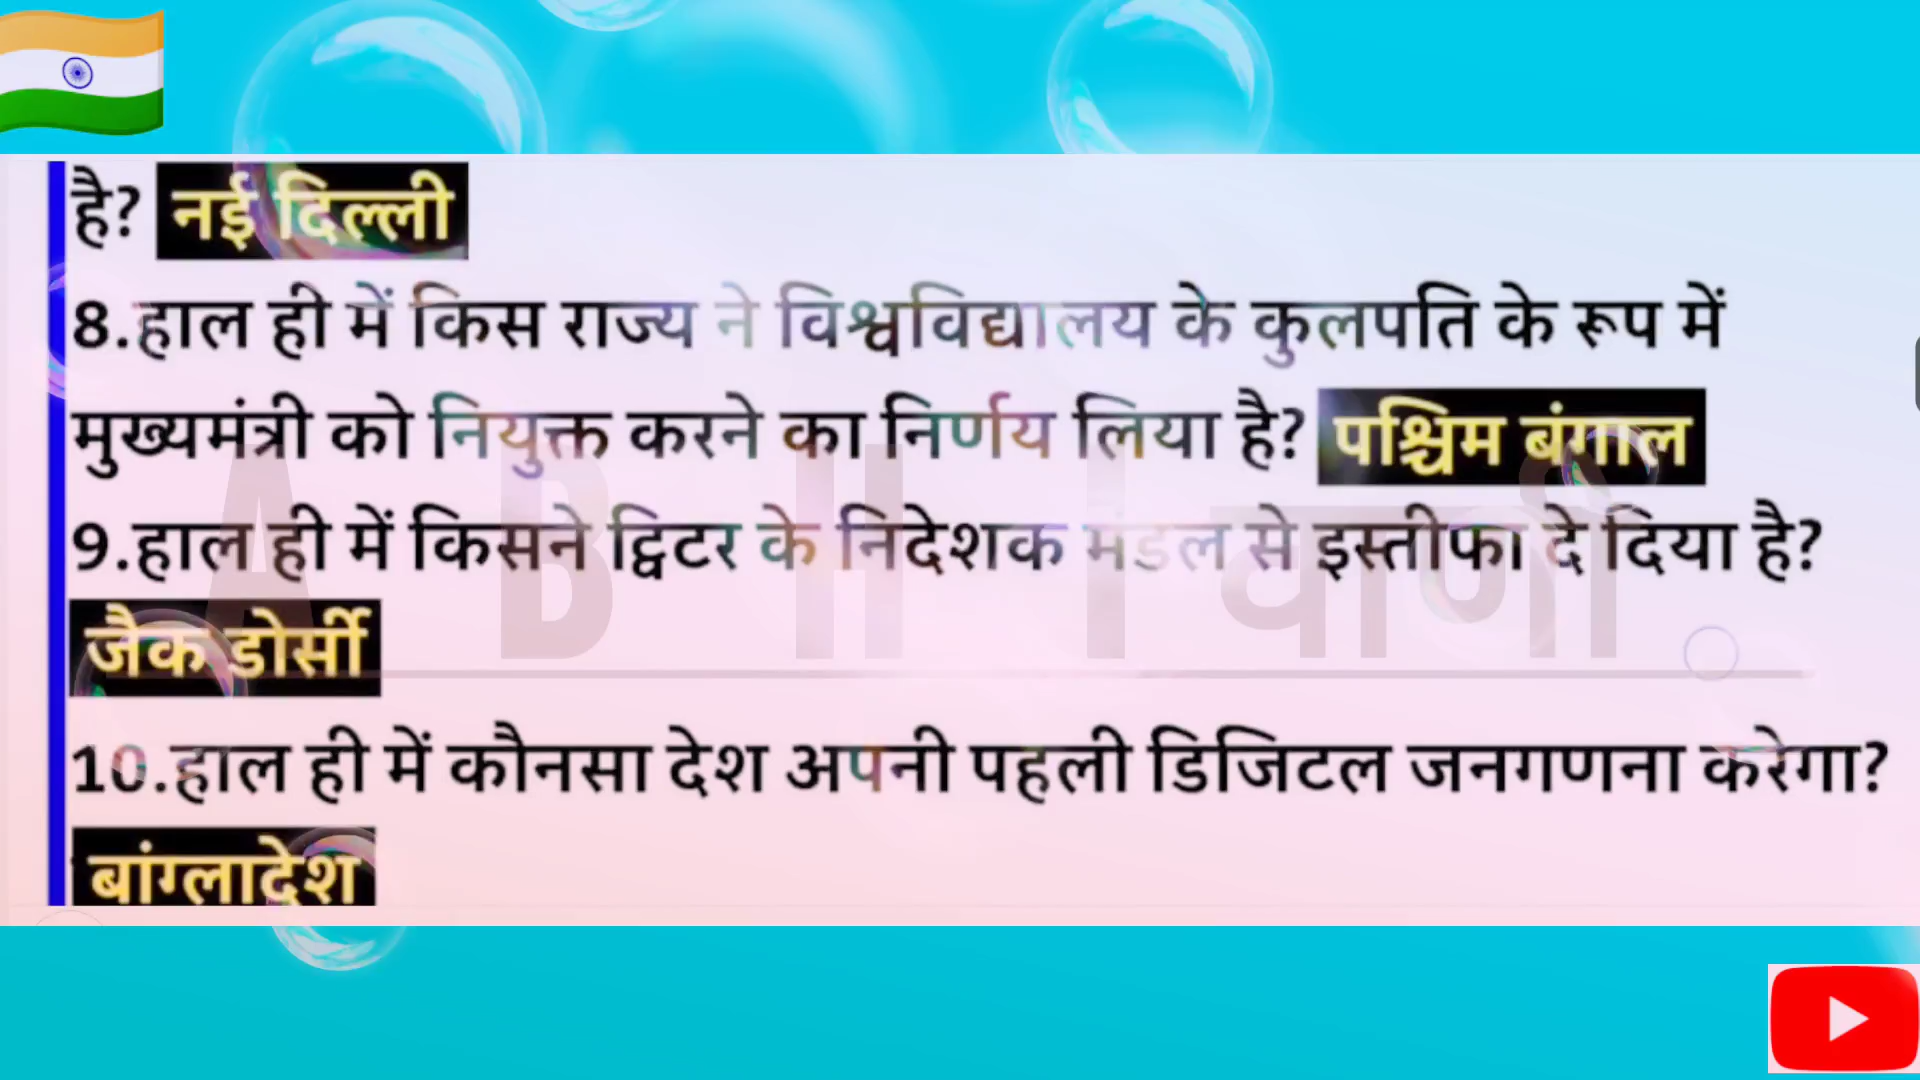 है? नई दिल्ली
8.हाल ही में किस राज्य ने विश्वविद्यालय के कुलपति के रूप में
मुख्यमंत्री को नियुक्त करने का निर्णय लिया है? पश्चिम बंगाल
9.हाल ही में किसने ट्विटर के निदेशक मंडल से इस्तीफा दे दिया है?
जैक डोर्सी
ABHI वाणी
10.हाल ही में कौनसा देश अपनी पहली डिजिटल जनगणना करेगा?
बांग्लादेश